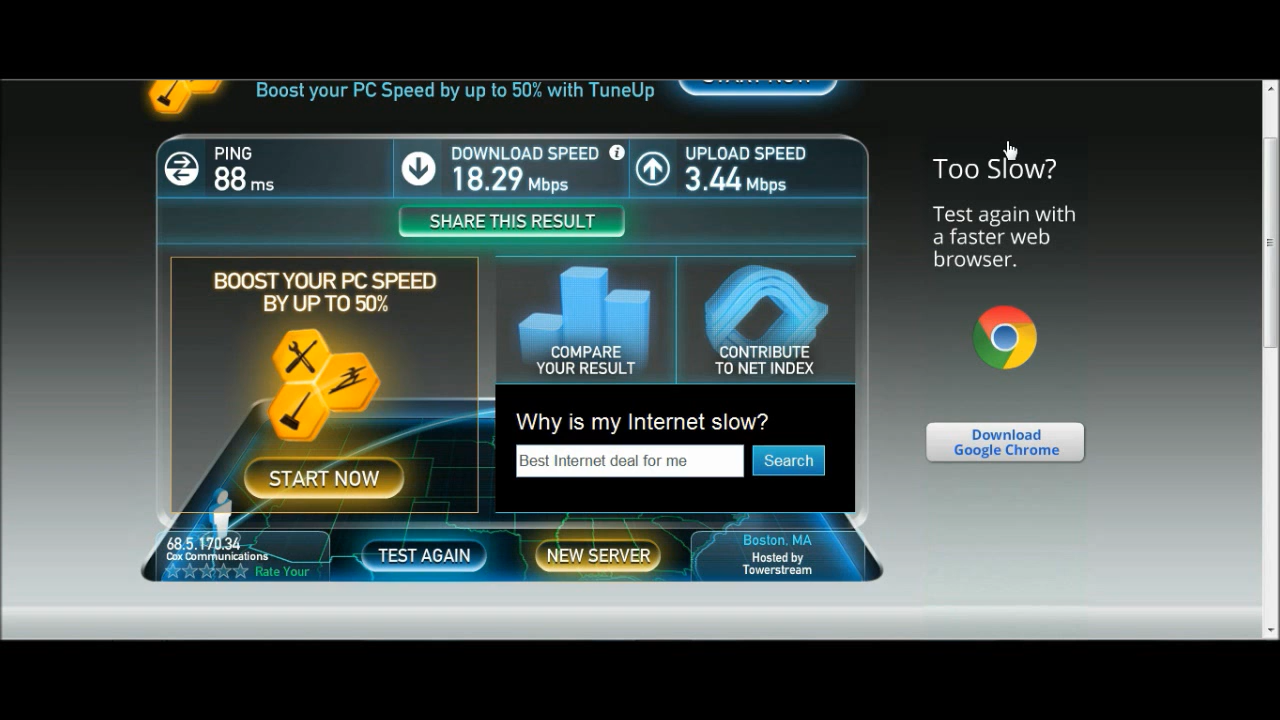 Boost your PC Speed by up to 50% with TuneUp
START NOW
PING
88 ms
DOWNLOAD SPEED
18.29 Mbps
UPLOAD SPEED
3.44 Mbps
SHARE THIS RESULT
BOOST YOUR PC SPEED
BY UP TO 50%
START NOW
COMPARE
YOUR RESULT
CONTRIBUTE
TO NET INDEX
Why is my Internet slow?
Best Internet deal for me
Search
68.5.170.34
Cox Communications
Rate Your
TEST AGAIN
NEW SERVER
Boston, MA
Hosted by
Towerstream
Too Slow?
Test again with
a faster web
browser.
Download
Google Chrome